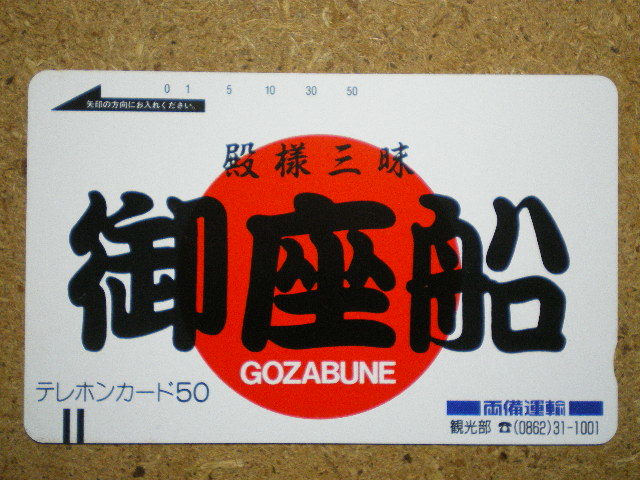 0 1 5 10 30 50
矢印の方向にお入れください。
殿様三昧
御座船
GOZABUNE
テレホンカード50
両備運輸
観光部 ☎(0862)31-1001